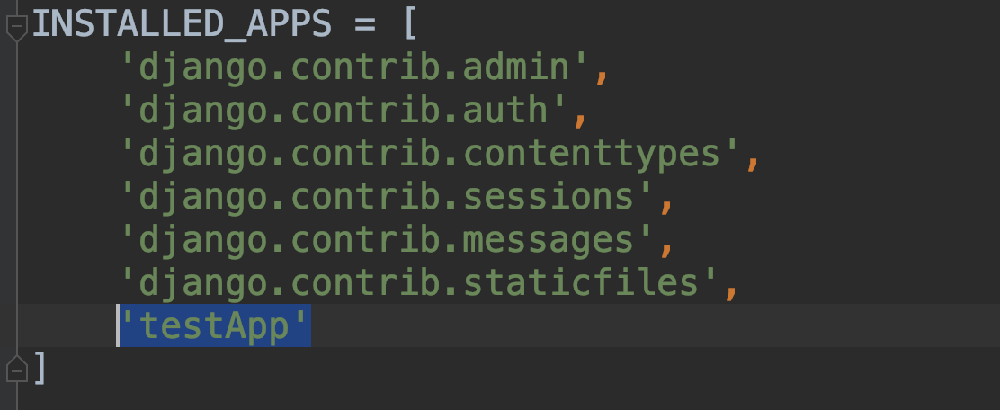 INSTALLED_APPS = [
    'django.contrib.admin',
    'django.contrib.auth',
    'django.contrib.contenttypes',
    'django.contrib.sessions',
    'django.contrib.messages',
    'django.contrib.staticfiles',
    'testApp'
]